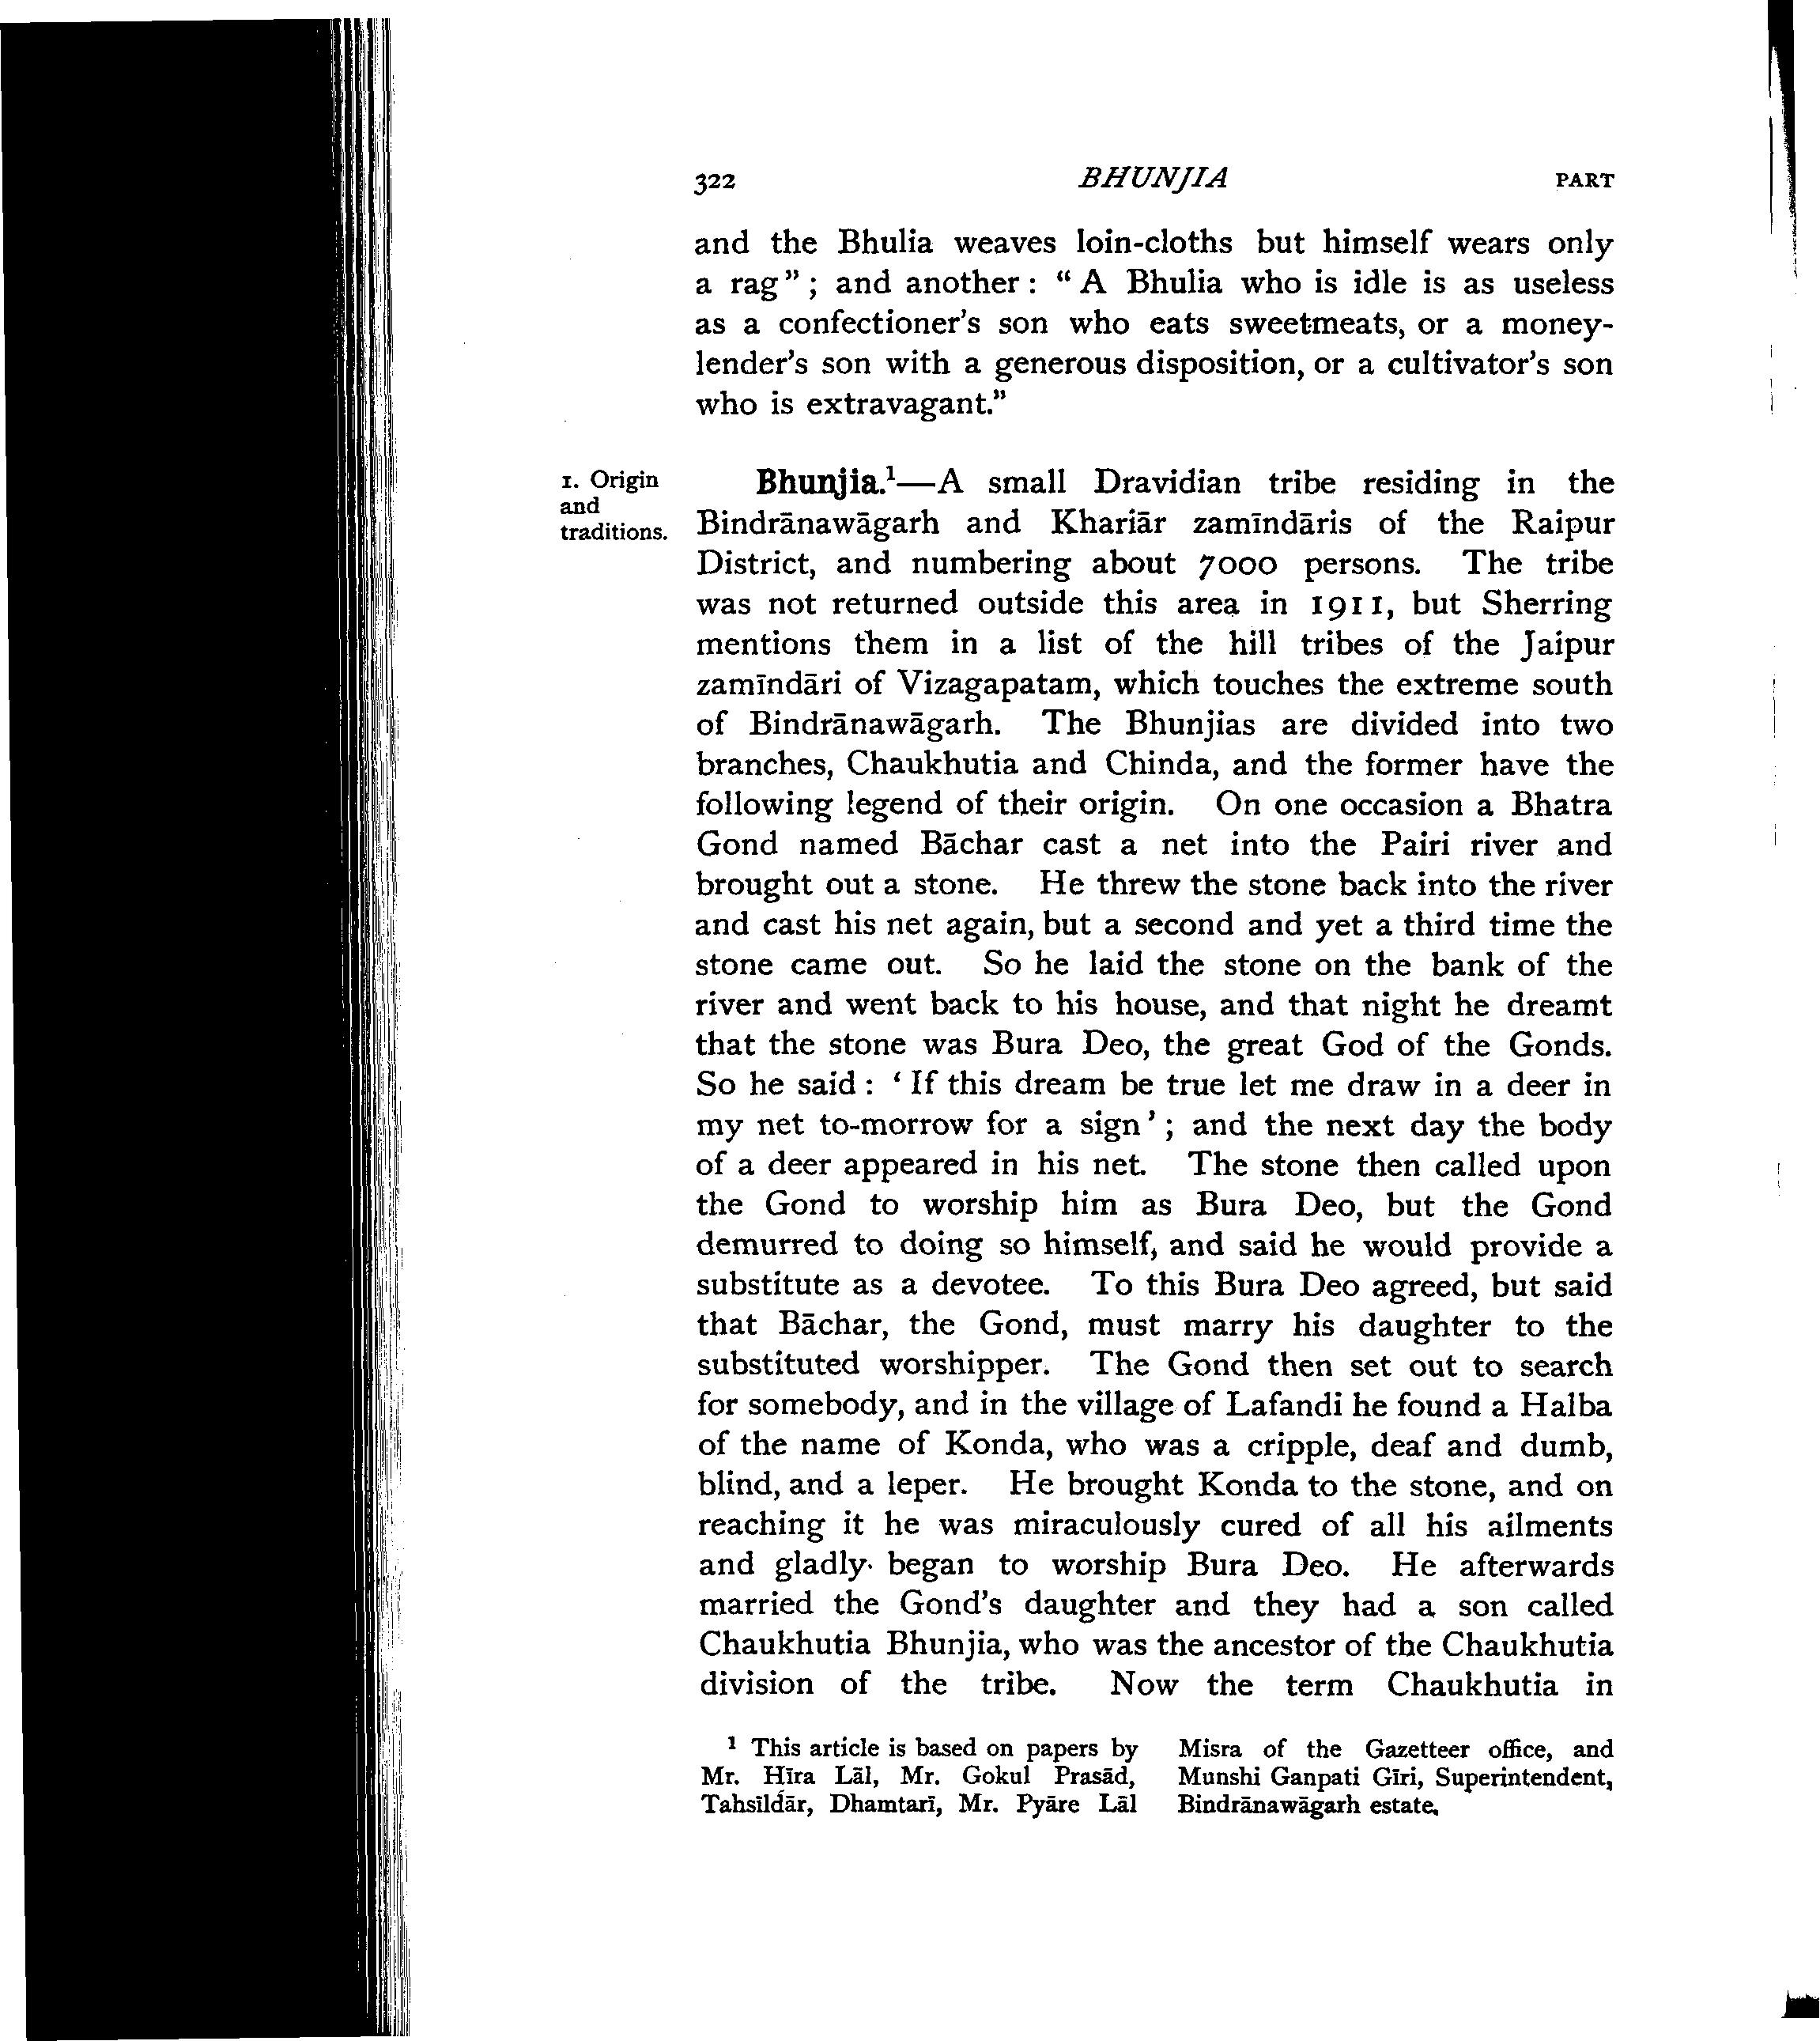 322 BHUNJIA PART
and the Bhulia weaves loin-cloths but himself wears only
a rag" ; and another : " A Bhulia who is idle is as useless
as a confectioner's son who eats sweetmeats, or a money-
lender's son with a generous disposition, or a cultivator's son
who is extravagant."
1. Origin
and
traditions.
Bhunjia.¹—A small Dravidian tribe residing in the
Bindrānawāgarh and Khariār zamīndāris of the Raipur
District, and numbering about 7000 persons. The tribe
was not returned outside this area in 1911, but Sherring
mentions them in a list of the hill tribes of the Jaipur
zamīndāri of Vizagapatam, which touches the extreme south
of Bindrānawāgarh. The Bhunjias are divided into two
branches, Chaukhutia and Chinda, and the former have the
following legend of their origin. On one occasion a Bhatra
Gond named Bāchar cast a net into the Pairi river and
brought out a stone. He threw the stone back into the river
and cast his net again, but a second and yet a third time the
stone came out. So he laid the stone on the bank of the
river and went back to his house, and that night he dreamt
that the stone was Bura Deo, the great God of the Gonds.
So he said : ' If this dream be true let me draw in a deer in
my net to-morrow for a sign ' ; and the next day the body
of a deer appeared in his net. The stone then called upon
the Gond to worship him as Bura Deo, but the Gond
demurred to doing so himself, and said he would provide a
substitute as a devotee. To this Bura Deo agreed, but said
that Bāchar, the Gond, must marry his daughter to the
substituted worshipper. The Gond then set out to search
for somebody, and in the village of Lafandi he found a Halba
of the name of Konda, who was a cripple, deaf and dumb,
blind, and a leper. He brought Konda to the stone, and on
reaching it he was miraculously cured of all his ailments
and gladly began to worship Bura Deo. He afterwards
married the Gond's daughter and they had a son called
Chaukhutia Bhunjia, who was the ancestor of the Chaukhutia
division of the tribe. Now the term Chaukhutia in
¹ This article is based on papers by
Mr. Hīra Lāl, Mr. Gokul Prasād,
Tahsīldār, Dhamtarī, Mr. Pyāre Lāl
Misra of the Gazetteer office, and
Munshi Ganpati Gīri, Superintendent,
Bindrānawāgarh estate.